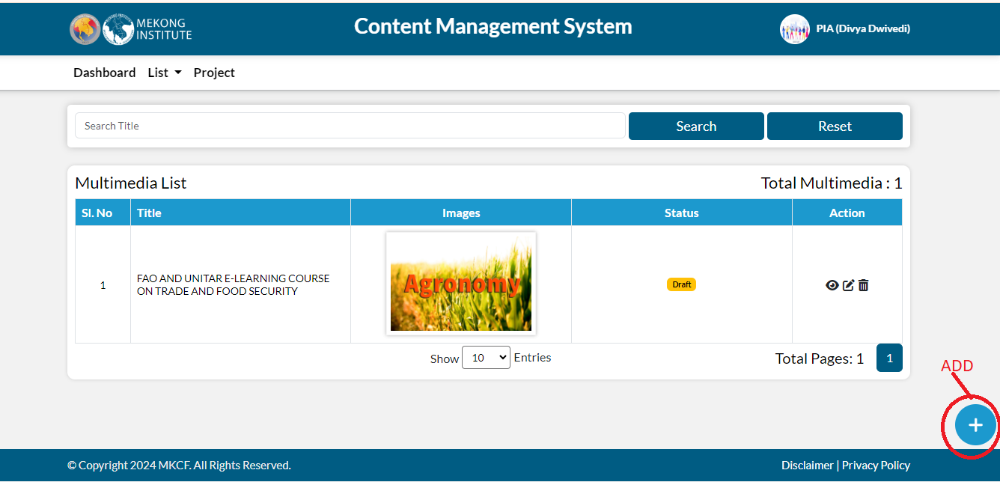 MEKONG
INSTITUTE
Content Management System
PIA (Divya Dwivedi)
Dashboard List Project
Search Title
Search
Reset
Multimedia List
Total Multimedia : 1
Sl. No Title Images Status Action
1
FAO AND UNITAR E-LEARNING COURSE
ON TRADE AND FOOD SECURITY
Agronomy
Draft
Show 10 Entries
Total Pages: 1 1
ADD
+
© Copyright 2024 MKCF. All Rights Reserved.
Disclaimer | Privacy Policy